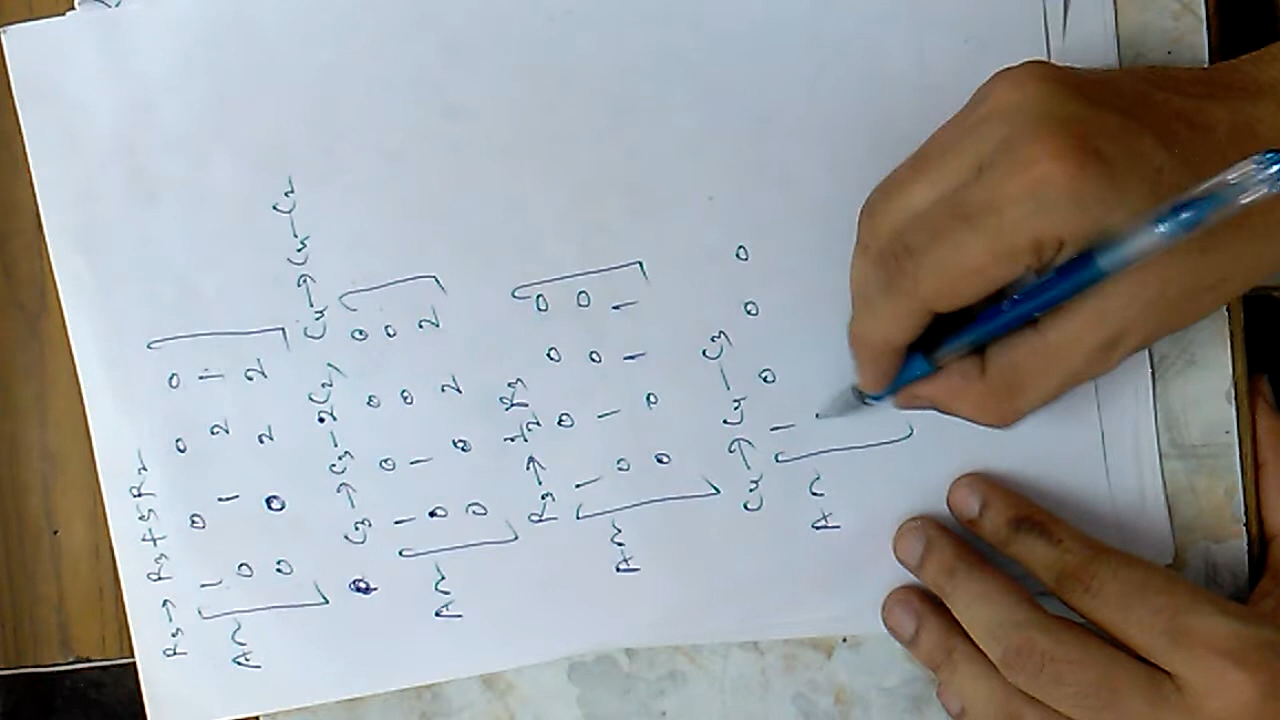 R₃ → R₃ + 5R₂
1 0 0 0
A ~ 0 1 2 1
0 0 2 2
C₃ → C₃ - 2C₂, C₄ → C₄ - C₂
1 0 0 0
A ~ 0 1 0 0
0 0 2 2
R₃ → ½ R₃
1 0 0 0
A ~ 0 1 0 0
0 0 1 1
C₄ → C₄ - C₃
1 0 0 0
A ~